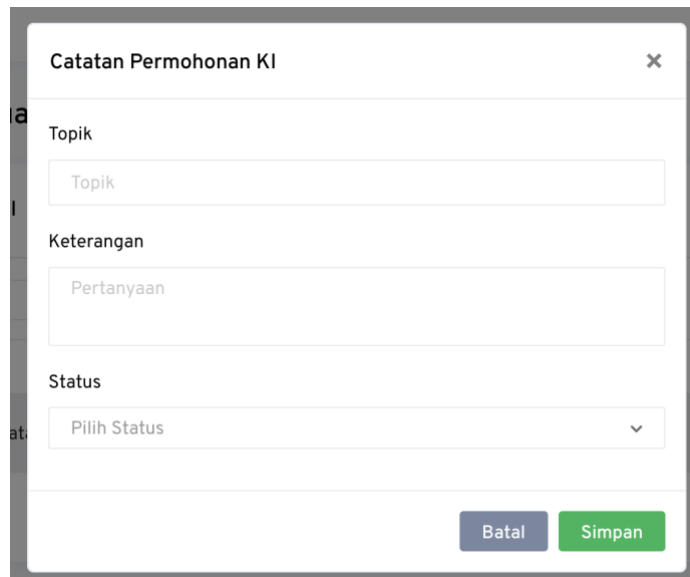 Catatan Permohonan KI
Topik
Topik
Keterangan
Pertanyaan
Status
Pilih Status
Batal
Simpan